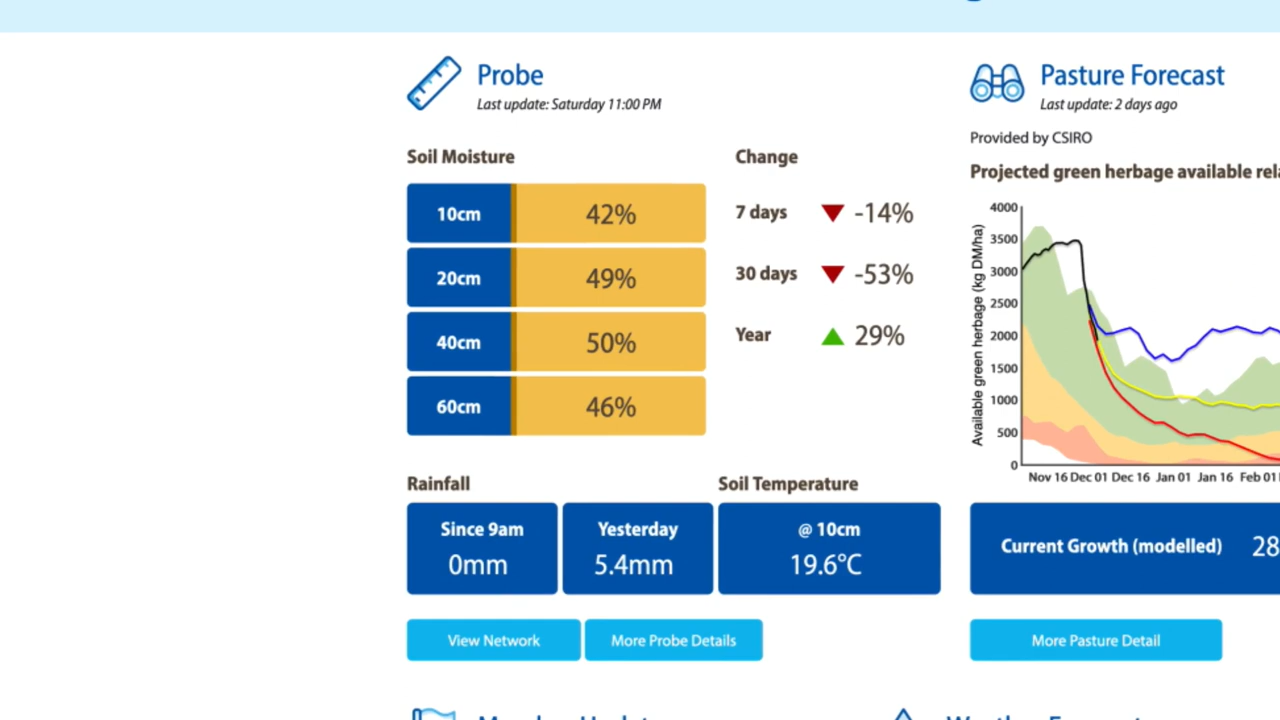 Probe
Last update: Saturday 11:00 PM
Soil Moisture
10cm 42%
20cm 49%
40cm 50%
60cm 46%
Change
7 days -14%
30 days -53%
Year 29%
Rainfall
Since 9am
0mm
Yesterday
5.4mm
Soil Temperature
@ 10cm
19.6°C
View Network
More Probe Details
Pasture Forecast
Last update: 2 days ago
Provided by CSIRO
Projected green herbage available
Available green herbage (kg DM/ha)
4000
3500
3000
2500
2000
1500
1000
500
0
Nov 16 Dec 01 Dec 16 Jan 01 Jan 16 Feb 01
Current Growth (modelled) 28
More Pasture Detail